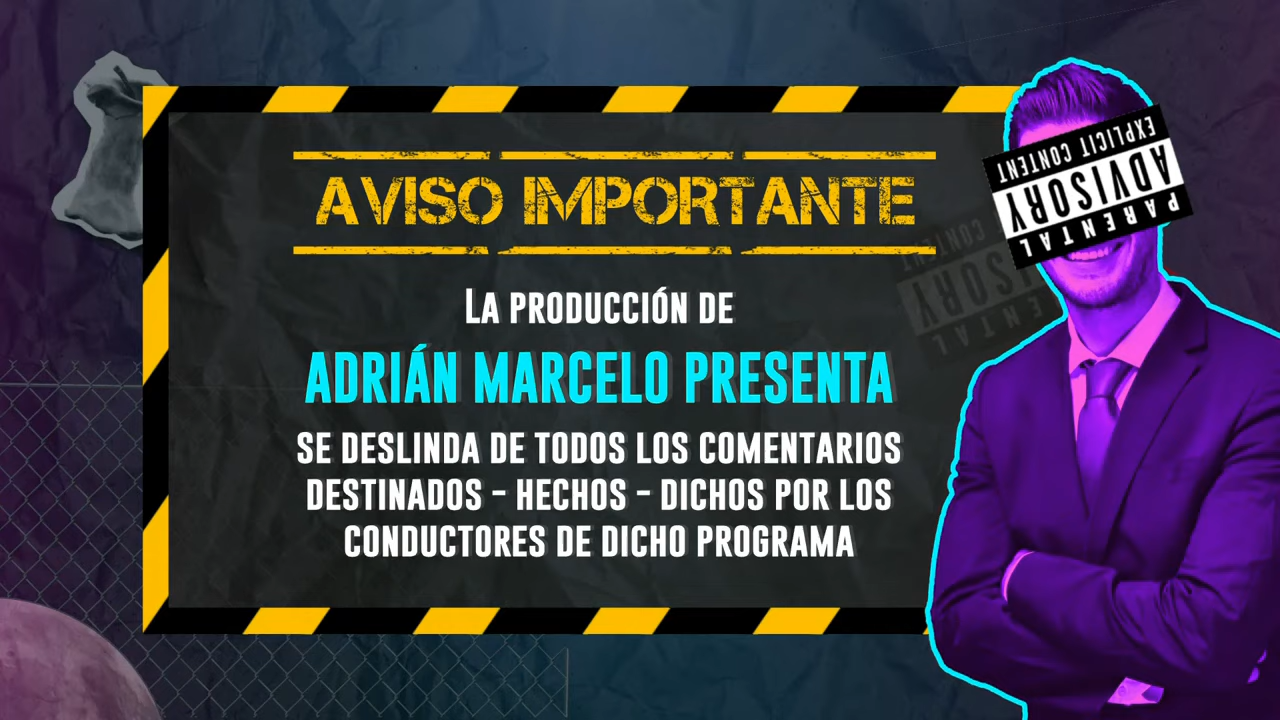 AVISO IMPORTANTE
LA PRODUCCIÓN DE
ADRIÁN MARCELO PRESENTA
SE DESLINDA DE TODOS LOS COMENTARIOS
DESTINADOS - HECHOS - DICHOS POR LOS
CONDUCTORES DE DICHO PROGRAMA
PARENTAL
ADVISORY
EXPLICIT CONTENT